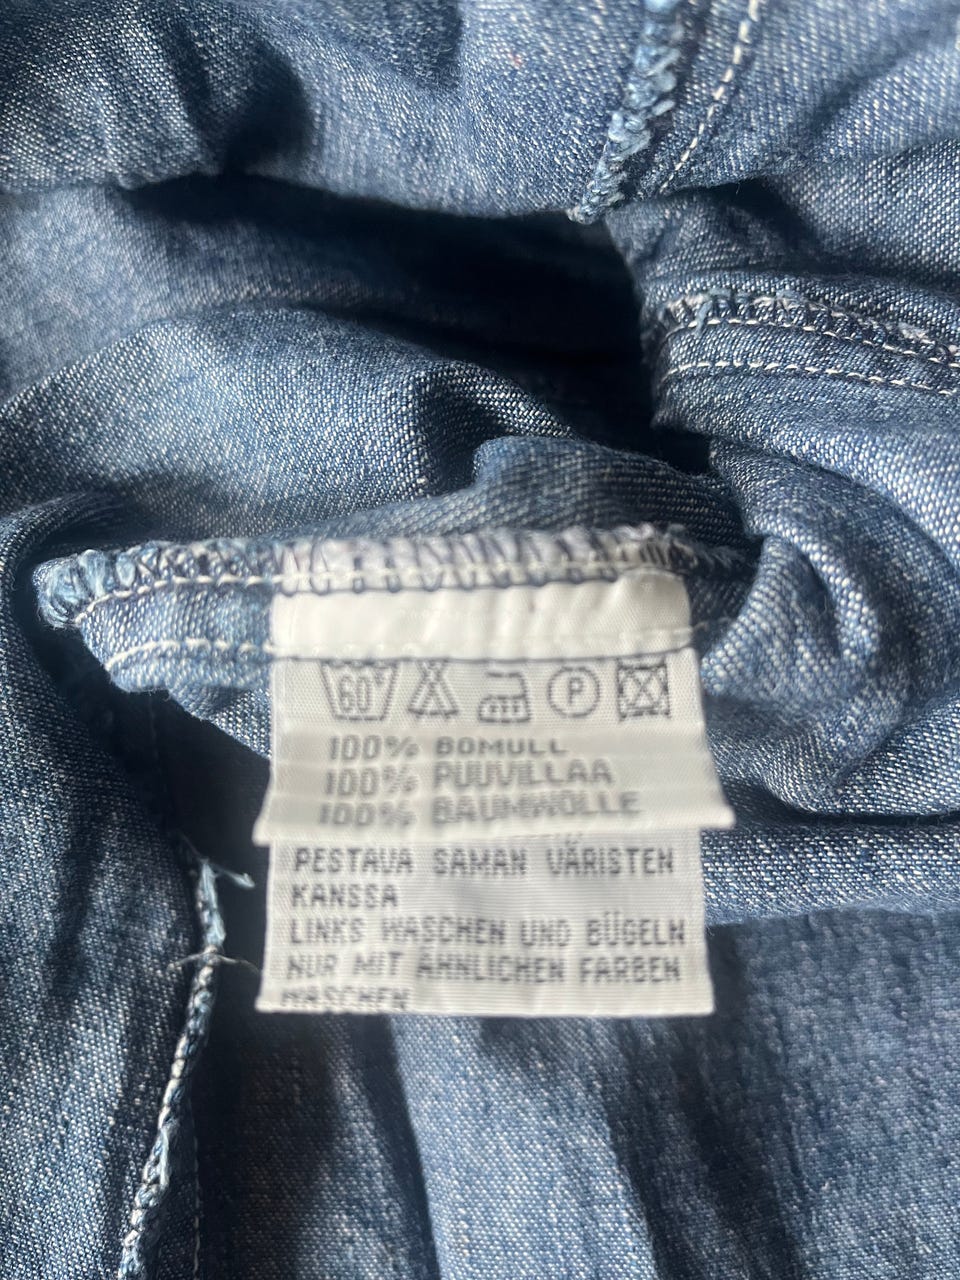 60°
P
100% BOMULL
100% PUUVILLAA
100% BAUMWOLLE
PESTAVA SAMAN VÄRISTEN
KANSSA
LINKS WASCHEN UND BÜGELN
NUR MIT ÄHNLICHEN FARBEN
WASCHEN